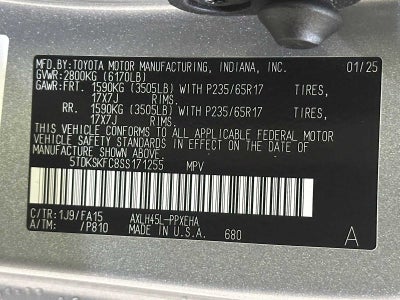 MFD.BY:TOYOTA MOTOR MANUFACTURING, INDIANA, INC. 01/25
GVWR:2800KG (6170LB)
GAWR:FRT. 1590KG (3505LB) WITH P235/65R17 TIRES,
17X7J RIMS.
RR. 1590KG (3505LB) WITH P235/65R17 TIRES,
17X7J RIMS.
THIS VEHICLE CONFORMS TO ALL APPLICABLE FEDERAL MOTOR
VEHICLE SAFETY STANDARDS IN EFFECT ON THE DATE OF
MANUFACTURE SHOWN ABOVE.
5TDKSKFC8SS171255 MPV
C/TR:1J9/FA15 AXLH45L-PPXEHA
A/TM: /P810 U.S.A. 680 A